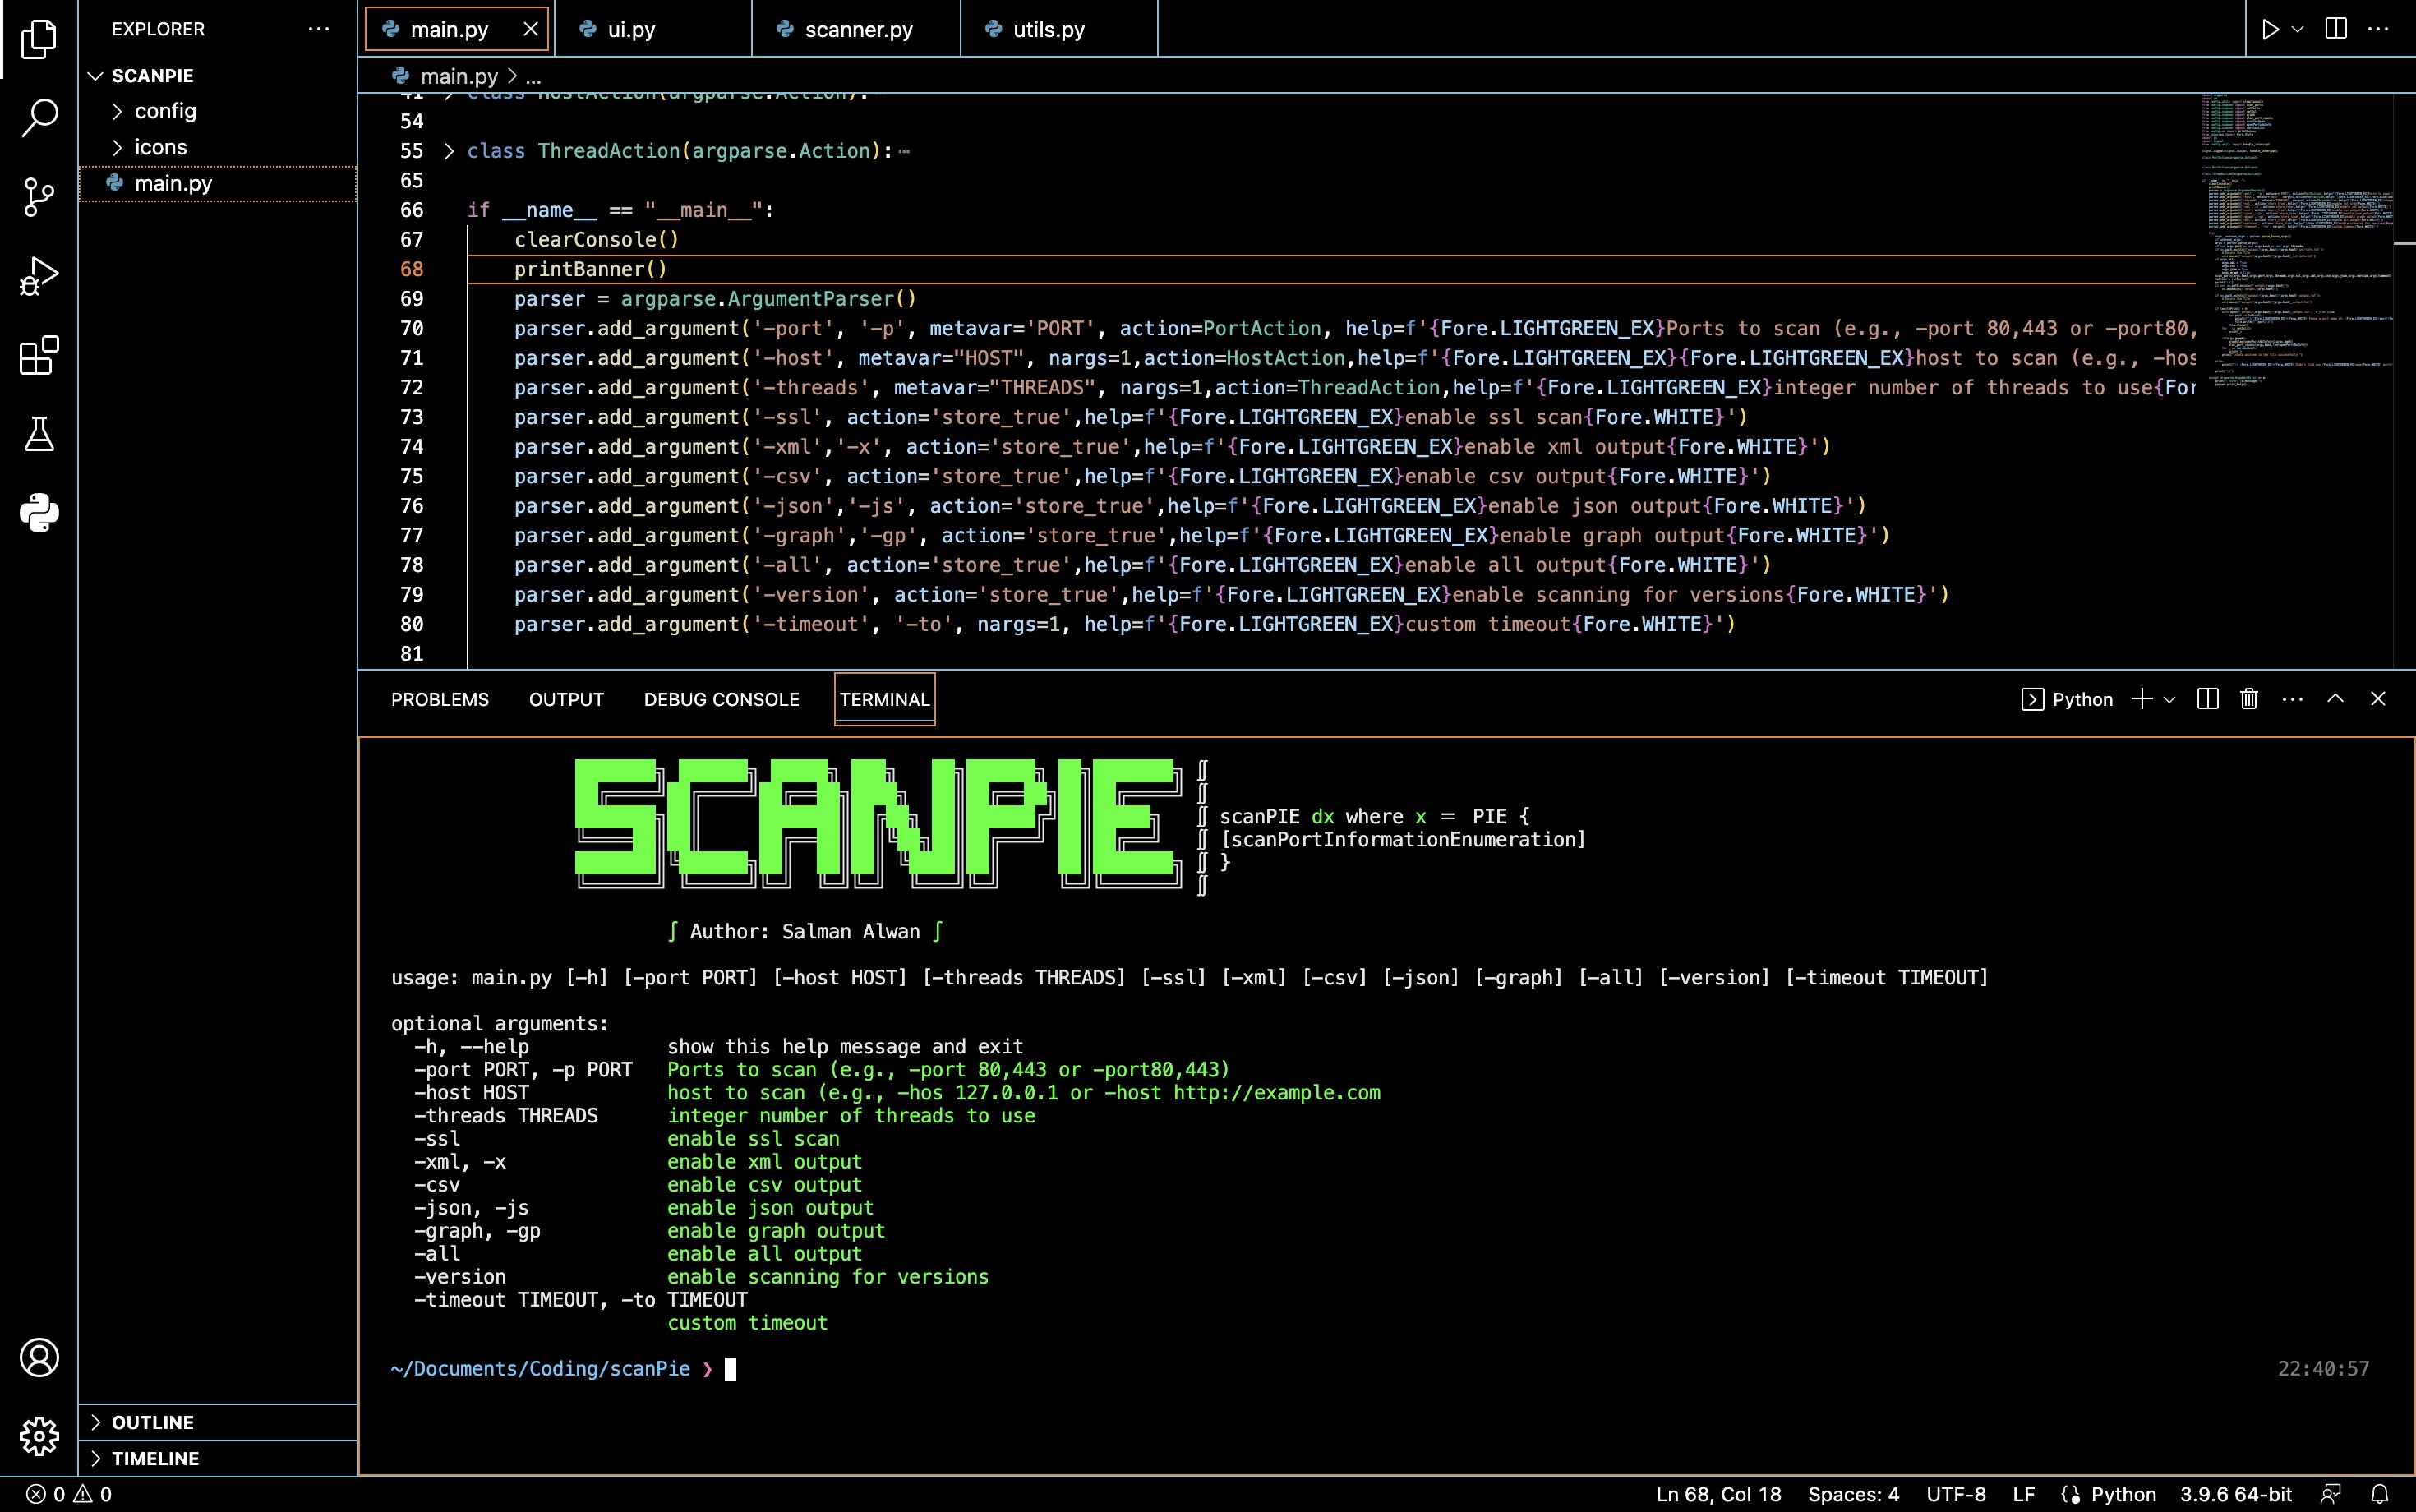 EXPLORER
SCANPIE
config
icons
main.py
OUTLINE
TIMELINE
main.py
ui.py
scanner.py
utils.py
main.py > ...
41 class HostAction(argparse.Action):
54
55 class ThreadAction(argparse.Action):
65
66 if __name__ == "__main__":
67 clearConsole()
68 printBanner()
69 parser = argparse.ArgumentParser()
70 parser.add_argument('-port', '-p', metavar='PORT', action=PortAction, help=f'{Fore.LIGHTGREEN_EX}Ports to scan (e.g., -port 80,443 or -port80,
71 parser.add_argument('-host', metavar="HOST", nargs=1,action=HostAction,help=f'{Fore.LIGHTGREEN_EX}{Fore.LIGHTGREEN_EX}host to scan (e.g., -hos
72 parser.add_argument('-threads', metavar="THREADS", nargs=1,action=ThreadAction,help=f'{Fore.LIGHTGREEN_EX}integer number of threads to use{For
73 parser.add_argument('-ssl', action='store_true',help=f'{Fore.LIGHTGREEN_EX}enable ssl scan{Fore.WHITE}')
74 parser.add_argument('-xml','-x', action='store_true',help=f'{Fore.LIGHTGREEN_EX}enable xml output{Fore.WHITE}')
75 parser.add_argument('-csv', action='store_true',help=f'{Fore.LIGHTGREEN_EX}enable csv output{Fore.WHITE}')
76 parser.add_argument('-json','-js', action='store_true',help=f'{Fore.LIGHTGREEN_EX}enable json output{Fore.WHITE}')
77 parser.add_argument('-graph','-gp', action='store_true',help=f'{Fore.LIGHTGREEN_EX}enable graph output{Fore.WHITE}')
78 parser.add_argument('-all', action='store_true',help=f'{Fore.LIGHTGREEN_EX}enable all output{Fore.WHITE}')
79 parser.add_argument('-version', action='store_true',help=f'{Fore.LIGHTGREEN_EX}enable scanning for versions{Fore.WHITE}')
80 parser.add_argument('-timeout', '-to', nargs=1, help=f'{Fore.LIGHTGREEN_EX}custom timeout{Fore.WHITE}')
81
PROBLEMS OUTPUT DEBUG CONSOLE TERMINAL
Python
SCANPIE
∬
∬
∬ scanPIE dx where x = PIE {
∬ [scanPortInformationEnumeration]
∬ }
∬
∫ Author: Salman Alwan ∫
usage: main.py [-h] [-port PORT] [-host HOST] [-threads THREADS] [-ssl] [-xml] [-csv] [-json] [-graph] [-all] [-version] [-timeout TIMEOUT]
optional arguments:
-h, --help show this help message and exit
-port PORT, -p PORT Ports to scan (e.g., -port 80,443 or -port80,443)
-host HOST host to scan (e.g., -hos 127.0.0.1 or -host http://example.com
-threads THREADS integer number of threads to use
-ssl enable ssl scan
-xml, -x enable xml output
-csv enable csv output
-json, -js enable json output
-graph, -gp enable graph output
-all enable all output
-version enable scanning for versions
-timeout TIMEOUT, -to TIMEOUT
custom timeout
~/Documents/Coding/scanPie ❯ 22:40:57
0 0 Ln 68, Col 18 Spaces: 4 UTF-8 LF Python 3.9.6 64-bit